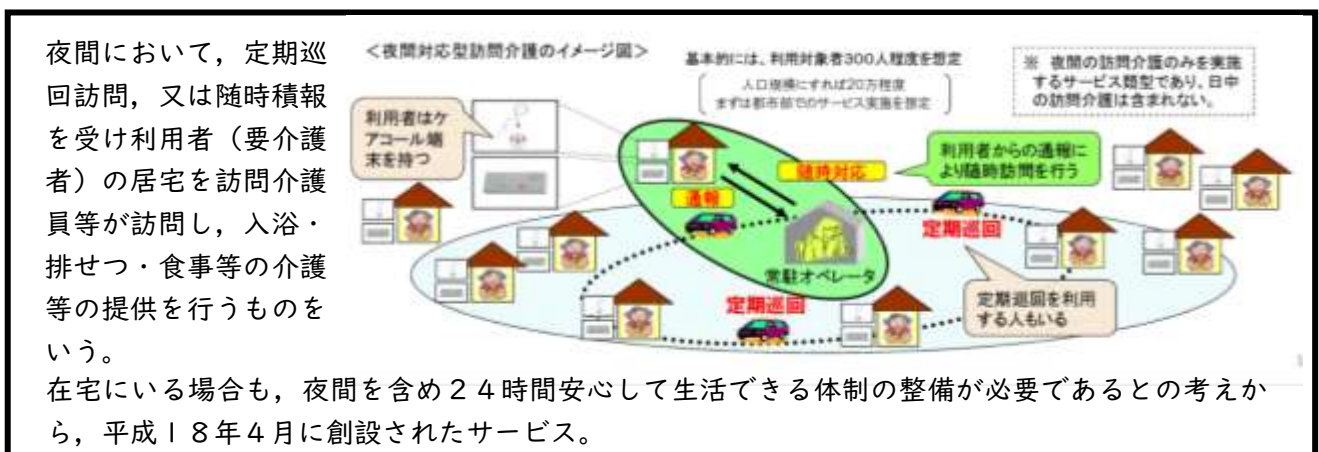 夜間において，定期巡
回訪問，又は随時積報
を受け利用者（要介護
者）の居宅を訪問介護
員等が訪問し，入浴・
排せつ・食事等の介護
等の提供を行うものを
いう。
＜夜間対応型訪問介護のイメージ図＞
基本的には、利用対象者300人程度を想定
人口規模にすれば20万程度
まずは都市部でのサービス実施を想定
※ 夜間の訪問介護のみを実施
するサービス類型であり、日中
の訪問介護は含まれない。
利用者はケ
アコール端
末を持つ
通報
随時対応
利用者からの通報に
より随時訪問を行う
定期巡回
常駐オペレータ
定期巡回
定期巡回を利用
する人もいる
在宅にいる場合も，夜間を含め２４時間安心して生活できる体制の整備が必要であるとの考えか
ら，平成１８年４月に創設されたサービス。